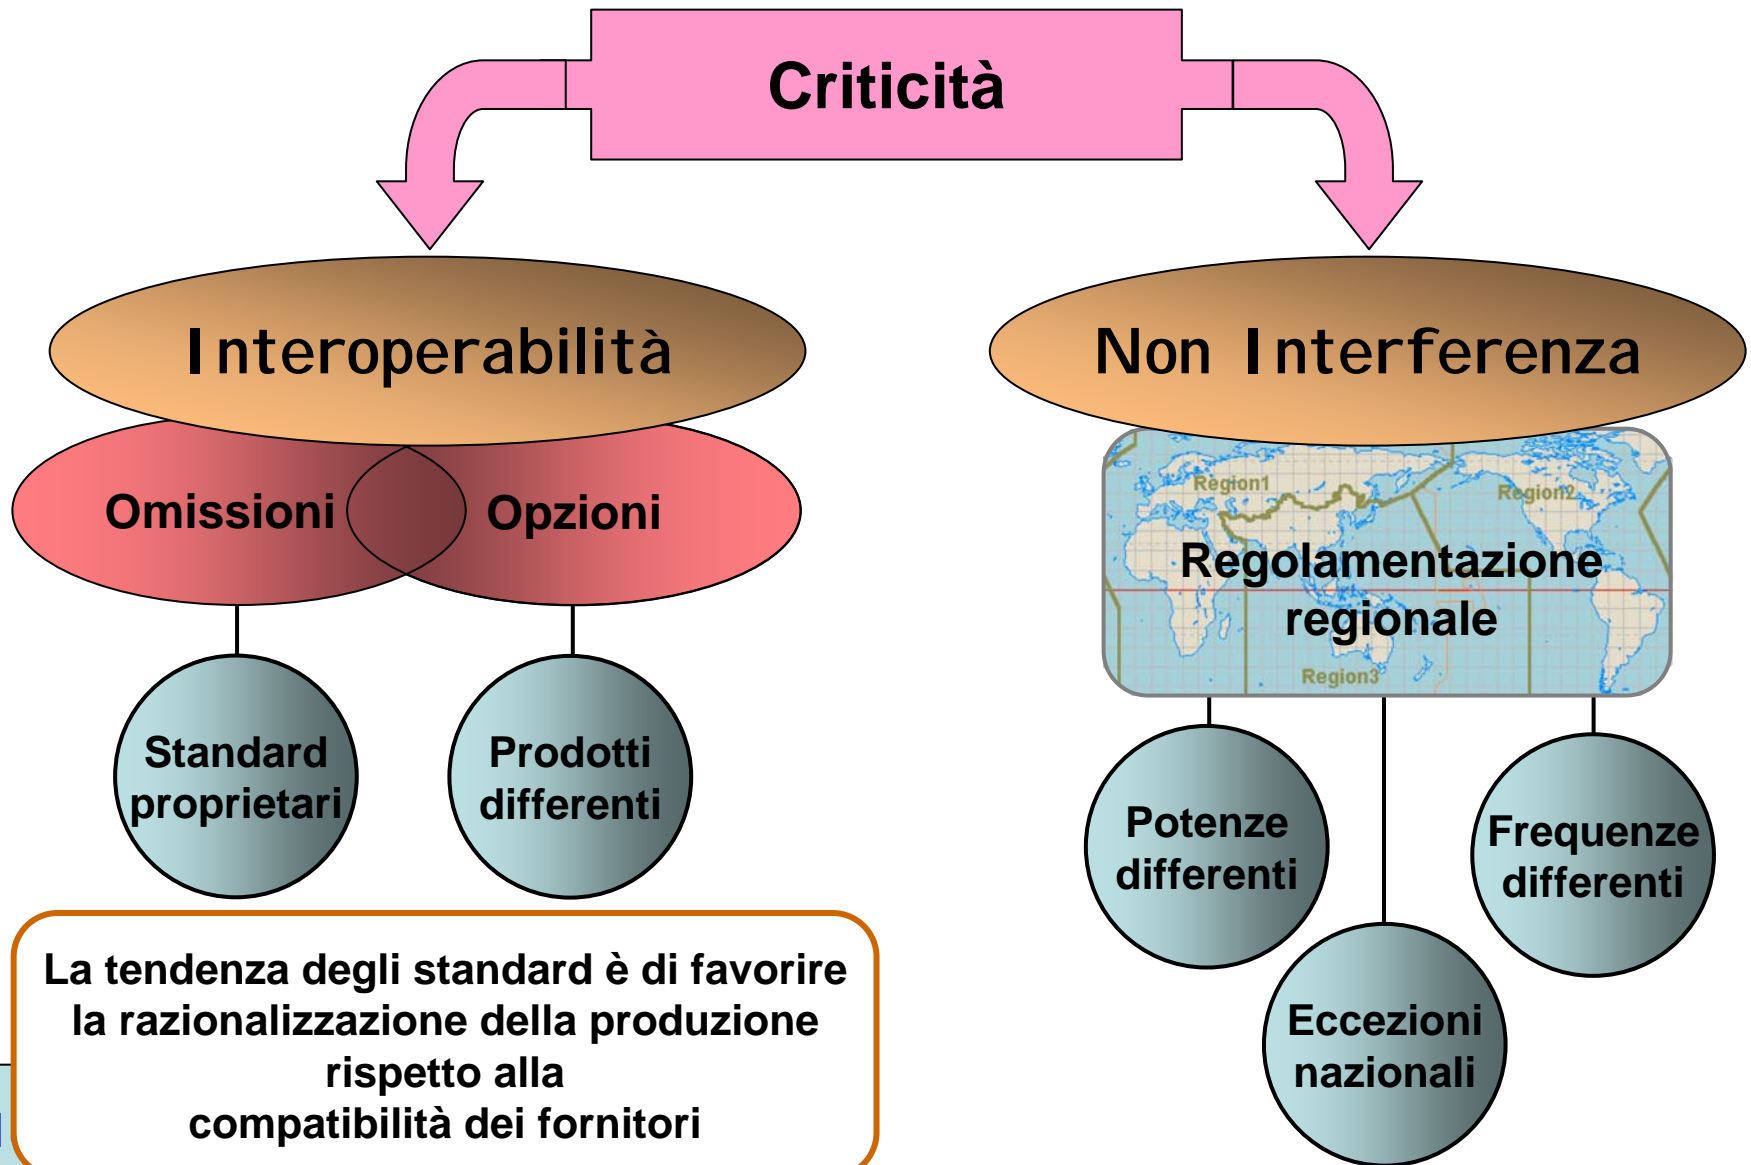 Criticità
Interoperabilità
Omissioni
Opzioni
Standard
proprietari
Prodotti
differenti
La tendenza degli standard è di favorire
la razionalizzazione della produzione
rispetto alla
compatibilità dei fornitori
Non Interferenza
Region1
Region2
Regolamentazione
regionale
Region3
Potenze
differenti
Eccezioni
nazionali
Frequenze
differenti